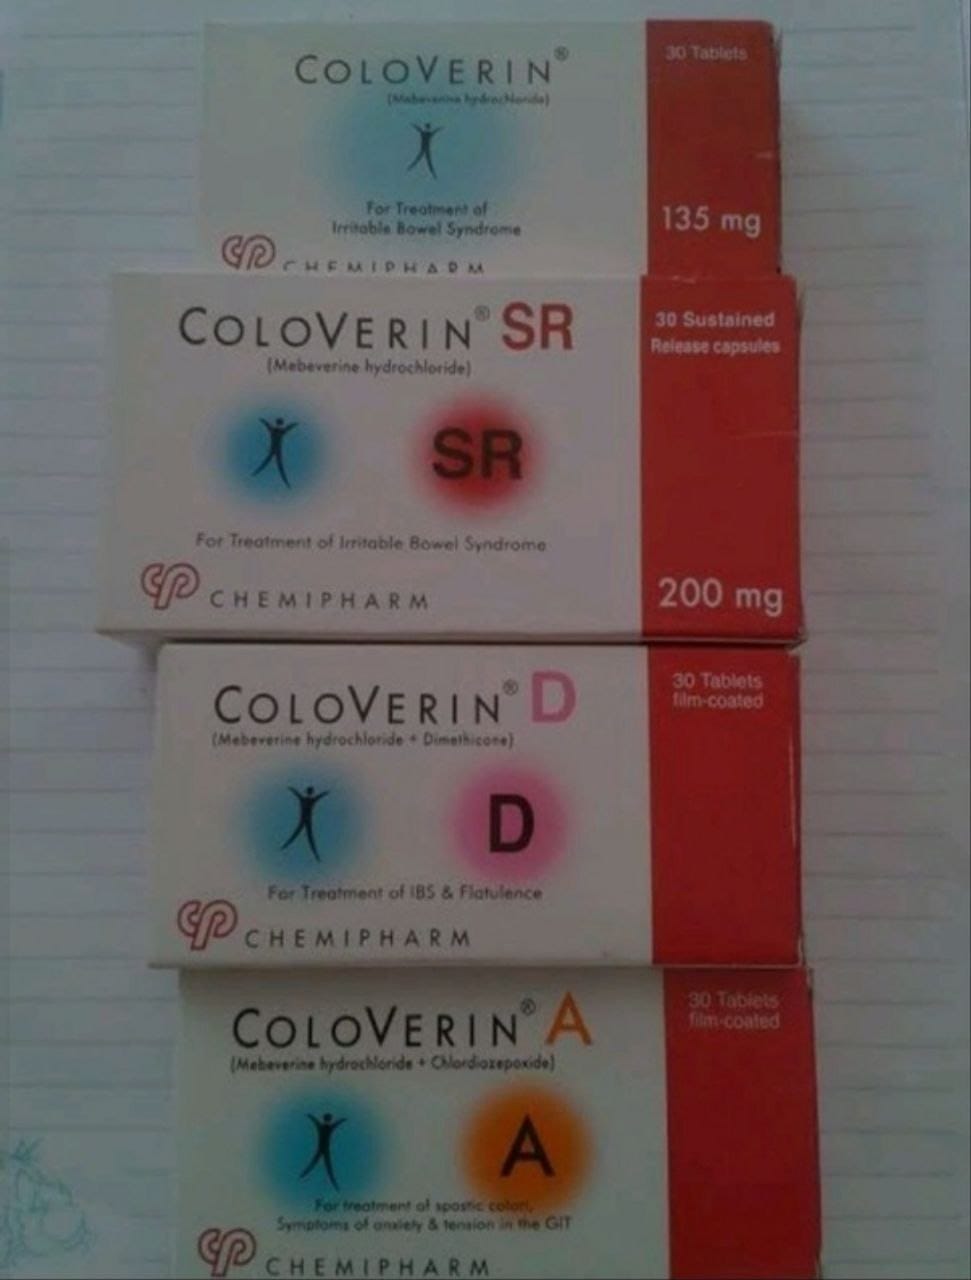 COLOVERIN®
(Mebeverine hydrochloride)
For Treatment of
Irritable Bowel Syndrome
CHEMIPHARM
30 Tablets
135 mg
COLOVERIN® SR
(Mebeverine hydrochloride)
SR
For Treatment of Irritable Bowel Syndrome
CHEMIPHARM
30 Sustained
Release capsules
200 mg
COLOVERIN® D
(Mebeverine hydrochloride + Dimethicone)
D
For Treatment of IBS & Flatulence
CHEMIPHARM
30 Tablets
film-coated
COLOVERIN® A
(Mebeverine hydrochloride + Chlordiazepoxide)
A
For treatment of spastic colon,
Symptoms of anxiety & tension in the GIT
CHEMIPHARM
30 Tablets
film-coated